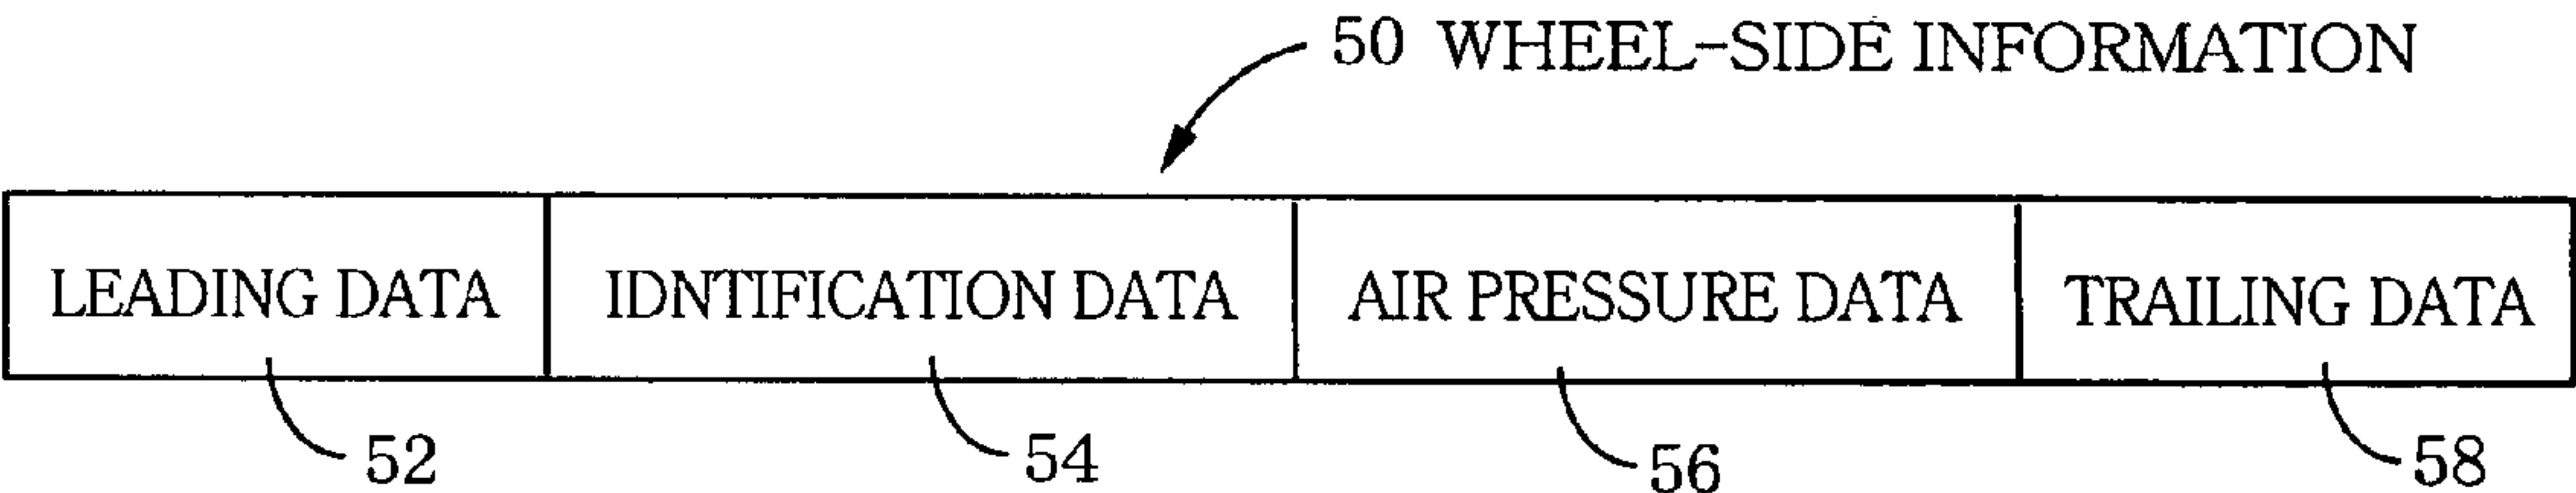 50 WHEEL-SIDE INFORMATION
LEADING DATA IDNTIFICATION DATA AIR PRESSURE DATA TRAILING DATA
52 54 56 58